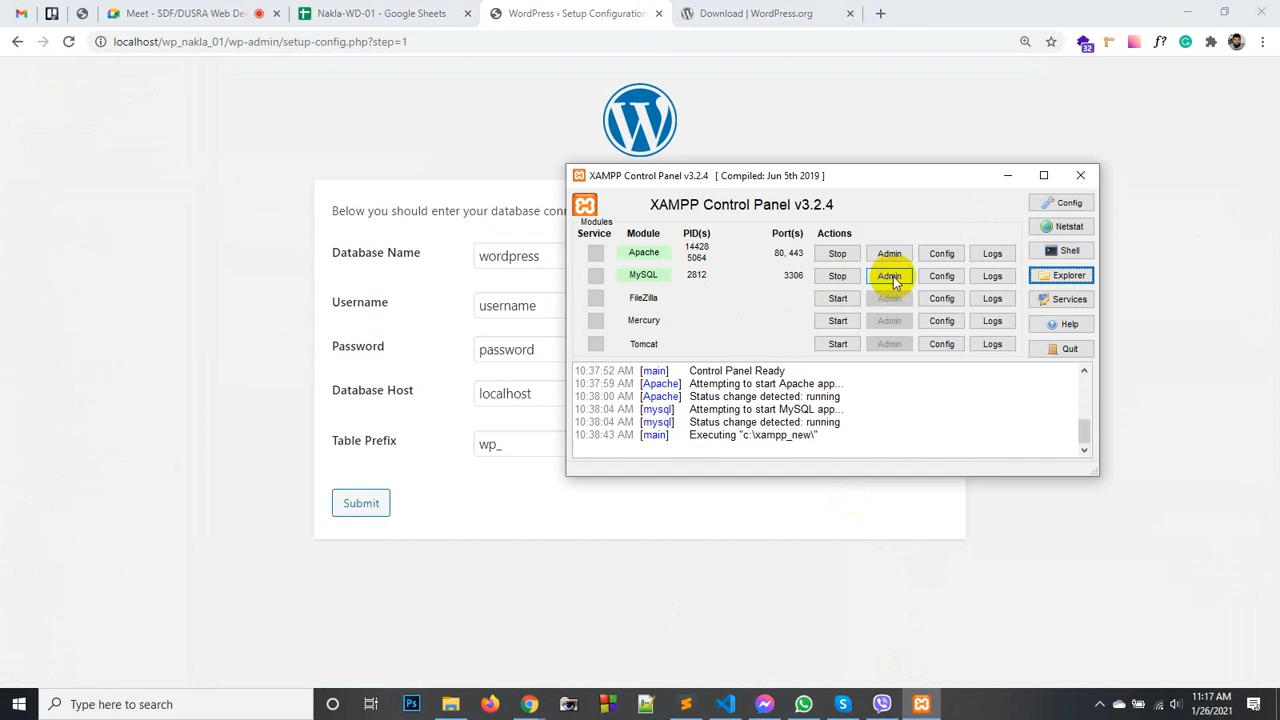 Meet - SDF/DUSRA Web Dev
Nakla-WD-01 - Google Sheets
WordPress › Setup Configuration
Download | WordPress.org
localhost/wp_nakla_01/wp-admin/setup-config.php?step=1
32
f?
Below you should enter your database conn
Database Name
wordpress
Username
username
Password
password
Database Host
localhost
Table Prefix
wp_
Submit
XAMPP Control Panel v3.2.4 [ Compiled: Jun 5th 2019 ]
XAMPP Control Panel v3.2.4
Config
Modules
Service Module PID(s) Port(s) Actions
Netstat
Apache 14428 5064 80, 443 Stop Admin Config Logs
Shell
MySQL 2812 3306 Stop Admin Config Logs
Explorer
FileZilla Start Admin Config Logs
Services
Mercury Start Admin Config Logs
Help
Tomcat Start Admin Config Logs
Quit
10:37:52 AM [main] Control Panel Ready
10:37:59 AM [Apache] Attempting to start Apache app...
10:38:00 AM [Apache] Status change detected: running
10:38:04 AM [mysql] Attempting to start MySQL app...
10:38:04 AM [mysql] Status change detected: running
10:38:43 AM [main] Executing "c:\xampp_new\"
Type here to search
Ps
11:17 AM
1/26/2021